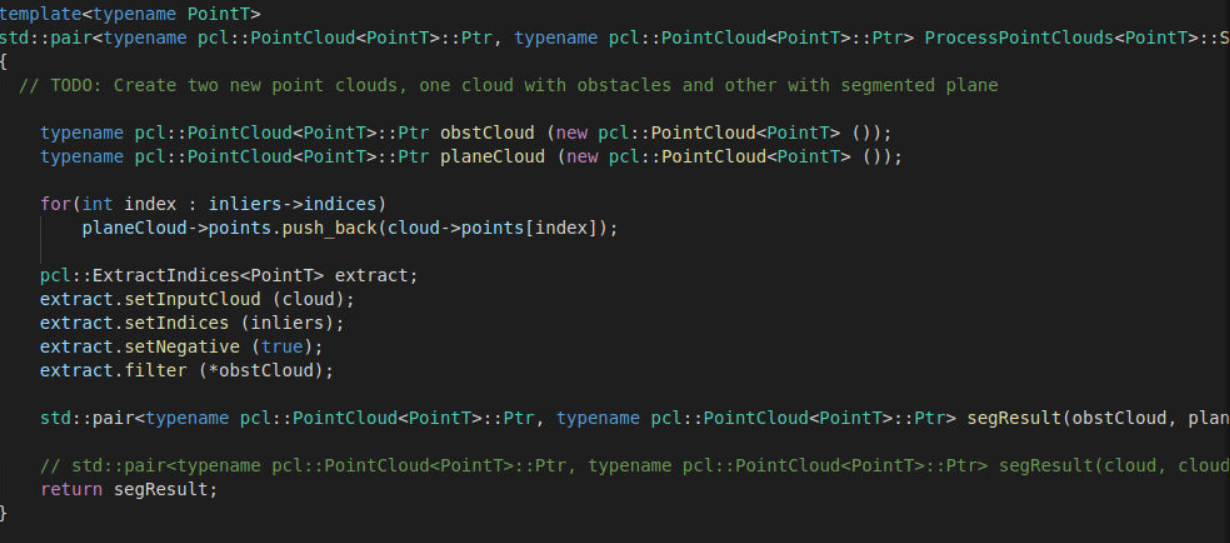 template<typename PointT>
std::pair<typename pcl::PointCloud<PointT>::Ptr, typename pcl::PointCloud<PointT>::Ptr> ProcessPointClouds<PointT>::S
{
// TODO: Create two new point clouds, one cloud with obstacles and other with segmented plane
typename pcl::PointCloud<PointT>::Ptr obstCloud (new pcl::PointCloud<PointT> ());
typename pcl::PointCloud<PointT>::Ptr planeCloud (new pcl::PointCloud<PointT> ());
for(int index : inliers->indices)
planeCloud->points.push_back(cloud->points[index]);
pcl::ExtractIndices<PointT> extract;
extract.setInputCloud (cloud);
extract.setIndices (inliers);
extract.setNegative (true);
extract.filter (*obstCloud);
std::pair<typename pcl::PointCloud<PointT>::Ptr, typename pcl::PointCloud<PointT>::Ptr> segResult(obstCloud, plan
// std::pair<typename pcl::PointCloud<PointT>::Ptr, typename pcl::PointCloud<PointT>::Ptr> segResult(cloud, cloud
return segResult;
}